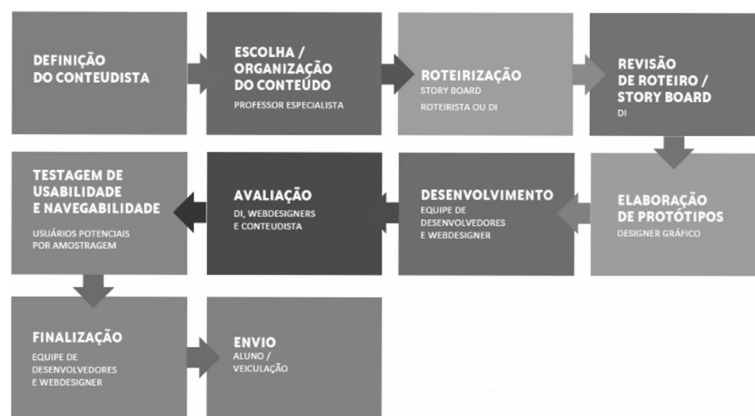 DEFINIÇÃO
DO CONTEUDISTA
ESCOLHA /
ORGANIZAÇÃO
DO CONTEÚDO
PROFESSOR ESPECIALISTA
ROTEIRIZAÇÃO
STORY BOARD
ROTEIRISTA OU DI
REVISÃO
DE ROTEIRO /
STORY BOARD
DI
ELABORAÇÃO
DE PROTÓTIPOS
DESIGNER GRÁFICO
DESENVOLVIMENTO
EQUIPE DE
DESENVOLVEDORES
E WEBDESIGNER
AVALIAÇÃO
DI, WEBDESIGNERS
E CONTEUDISTA
TESTAGEM DE
USABILIDADE
E NAVEGABILIDADE
USUÁRIOS POTENCIAIS
POR AMOSTRAGEM
FINALIZAÇÃO
EQUIPE DE
DESENVOLVEDORES
E WEBDESIGNER
ENVIO
ALUNO /
VEICULAÇÃO